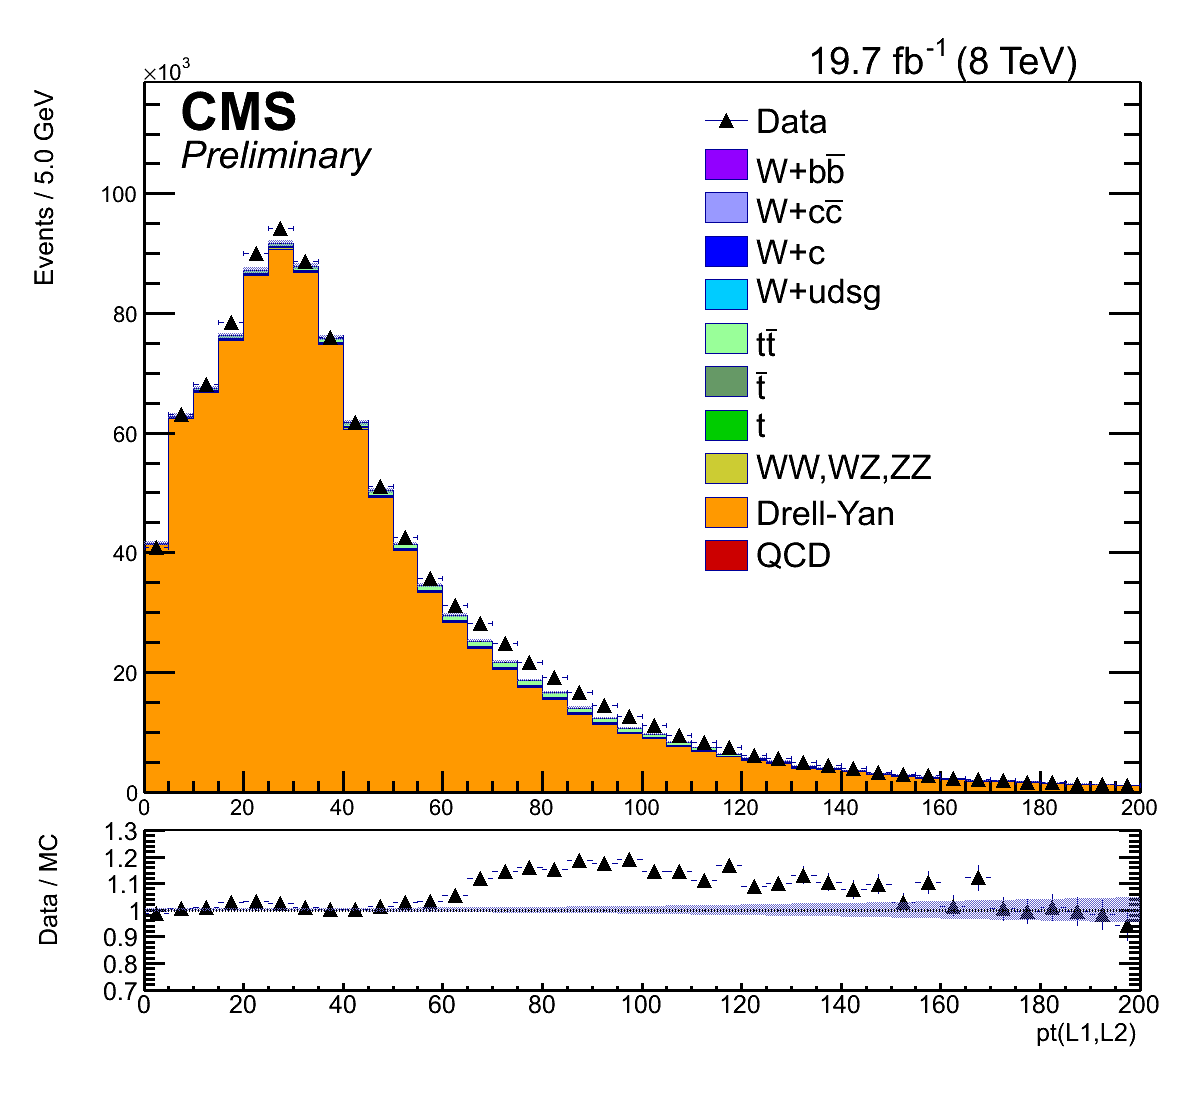 19.7 fb⁻¹ (8 TeV)
×10³
CMS
Preliminary
Events / 5.0 GeV
100
80
60
40
20
0
Data
W+bb̅
W+cc̅
W+c
W+udsg
tt̅
t̅
t
WW,WZ,ZZ
Drell-Yan
QCD
0 20 40 60 80 100 120 140 160 180 200
Data / MC
1.3
1.2
1.1
1
0.9
0.8
0.7
0 20 40 60 80 100 120 140 160 180 200
pt(L1,L2)